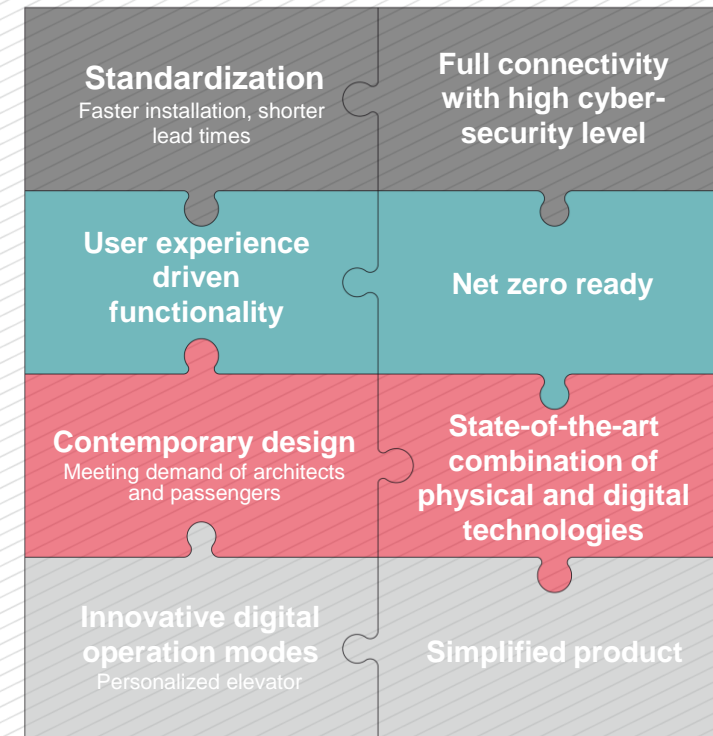 Standardization
Faster installation, shorter
lead times
Full connectivity
with high cyber-
security level
User experience
driven
functionality
Net zero ready
Contemporary design
Meeting demand of architects
and passengers
State-of-the-art
combination of
physical and digital
technologies
Innovative digital
operation modes
Personalized elevator
Simplified product